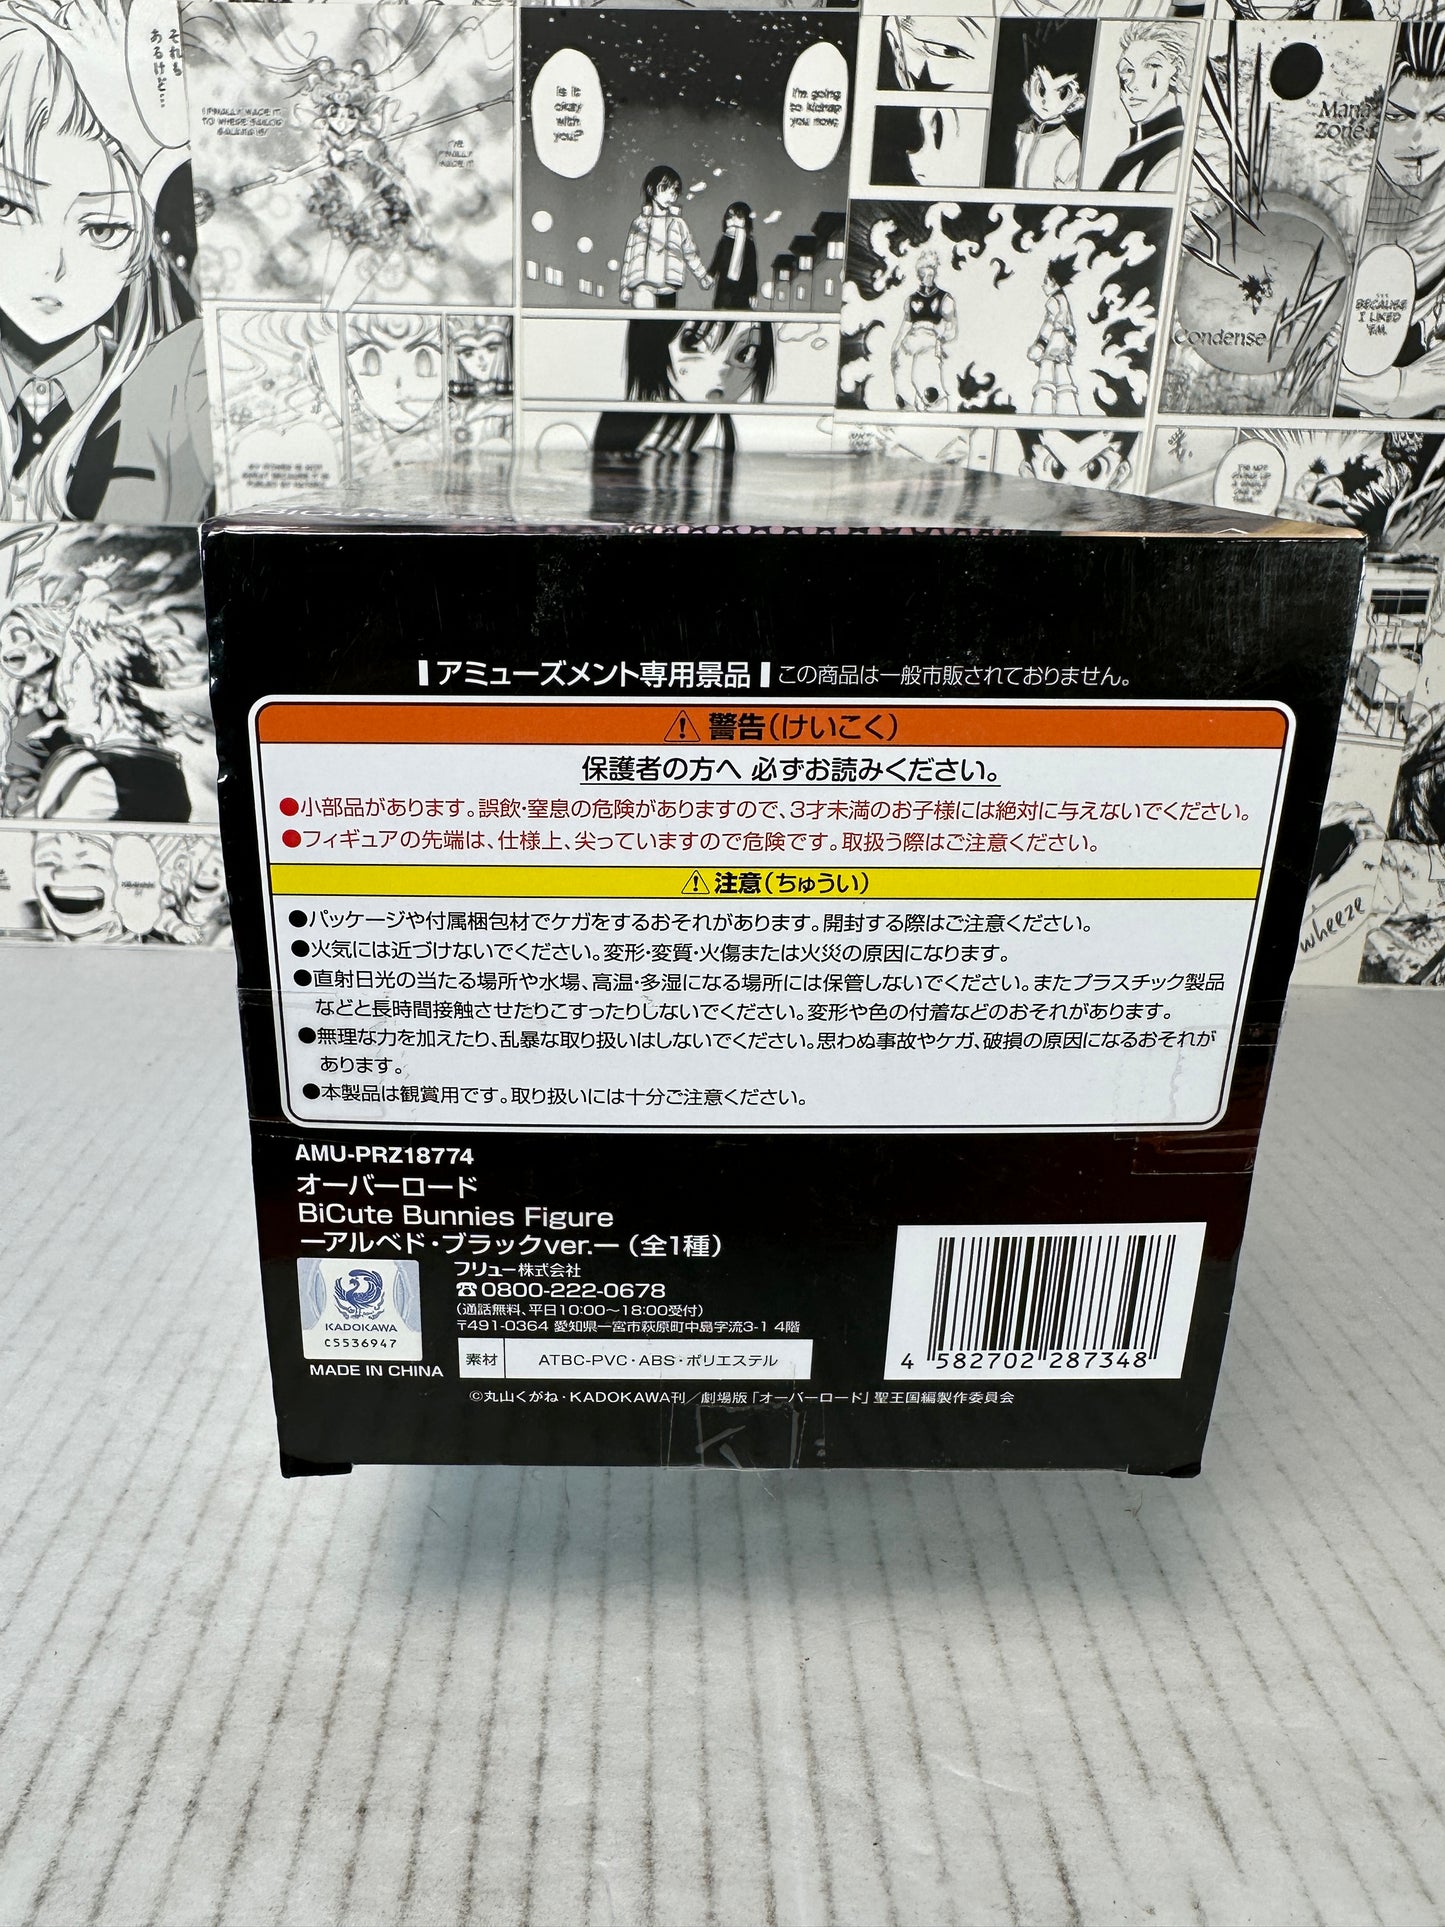 それも
あるけど…
I FINALLY MADE IT
TO WHERE SAILOR
I'VE
FINALLY
MADE IT
Is it
okay
with
you?
I'm going
to kidnap
you now.
Mana
Zone
Condense
BECAUSE
I LIKED
'EM.
I'M NOT
GIVING UP
A SINGLE
ONE OF
THEM.
wheeze
アミューズメント専用景品 この商品は一般市販されておりません。
⚠警告(けいこく)
保護者の方へ 必ずお読みください。
●小部品があります。誤飲・窒息の危険がありますので、3才未満のお子様には絶対に与えないでください。
●フィギュアの先端は、仕様上、尖っていますので危険です。取扱う際はご注意ください。
⚠注意(ちゅうい)
●パッケージや付属梱包材でケガをするおそれがあります。開封する際はご注意ください。
●火気には近づけないでください。変形・変質・火傷または火災の原因になります。
●直射日光の当たる場所や水場、高温・多湿になる場所には保管しないでください。またプラスチック製品
などと長時間接触させたりこすったりしないでください。変形や色の付着などのおそれがあります。
●無理な力を加えたり、乱暴な取り扱いはしないでください。思わぬ事故やケガ、破損の原因になるおそれが
あります。
●本製品は観賞用です。取り扱いには十分ご注意ください。
AMU-PRZ18774
オーバーロード
BiCute Bunnies Figure
ーアルベド・ブラックver.ー(全1種)
フリュー株式会社
☎0800-222-0678
(通話無料、平日10:00〜18:00受付)
〒491-0364 愛知県一宮市萩原町中島字流3-1 4階
KADOKAWA
C5536947
MADE IN CHINA
素材 ATBC-PVC・ABS・ポリエステル
4 582702 287348
©丸山くがね・KADOKAWA刊／劇場版「オーバーロード」聖王国編製作委員会